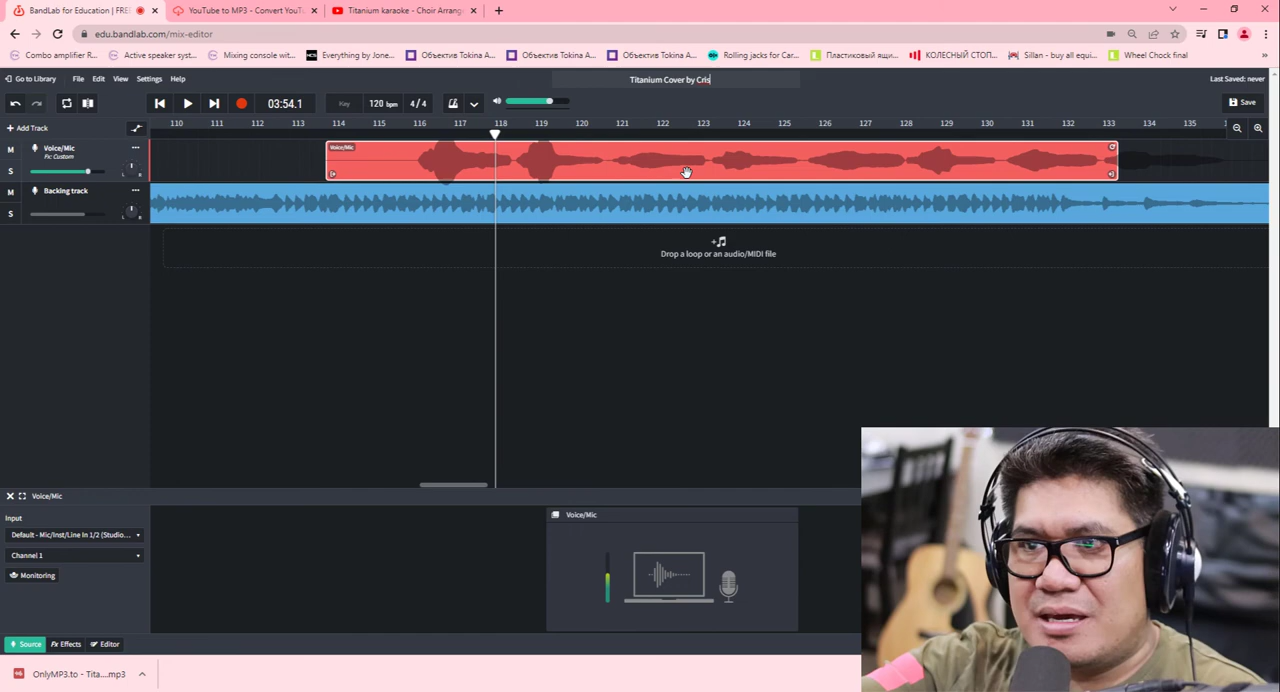 BandLab for Education | FREE
YouTube to MP3 - Convert YouTu
Titanium karaoke - Choir Arrange
edu.bandlab.com/mix-editor
Combo amplifier R...
Active speaker syst...
Mixing console wit...
Everything by Jone...
Объектив Tokina A...
Объектив Tokina A...
Объектив Tokina A...
Rolling jacks for Car...
Пластиковый ящи...
КОЛЕСНЫЙ СТОП...
Sillan - buy all equi...
Wheel Chock final
Go to Library File Edit View Settings Help
Titanium Cover by Cris
Last Saved: never
03:54.1
Key
120 bpm
4/4
Save
+ Add Track
110 111 112 113 114 115 116 117 118 119 120 121 122 123 124 125 126 127 128 129 130 131 132 133 134 135
M Voice/Mic
Fx: Custom
S
L R
Voice/Mic
M Backing track
S
L R
Drop a loop or an audio/MIDI file
Voice/Mic
Input
Default - Mic/Inst/Line In 1/2 (Studio...
Channel 1
Monitoring
Voice/Mic
Source Fx Effects Editor
OnlyMP3.to - Tita....mp3